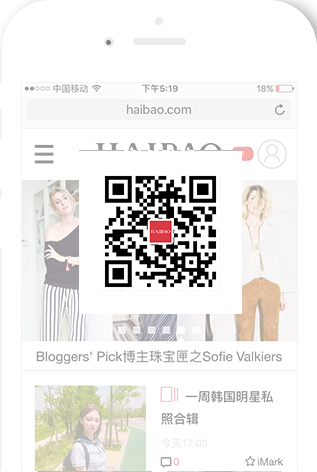 中国移动
下午5:19
18%
haibao.com
HAIBAO
HAIBAO
Bloggers' Pick博主珠宝匣之Sofie Valkiers
一周韩国明星私
照合辑
今天17:00
0
iMark